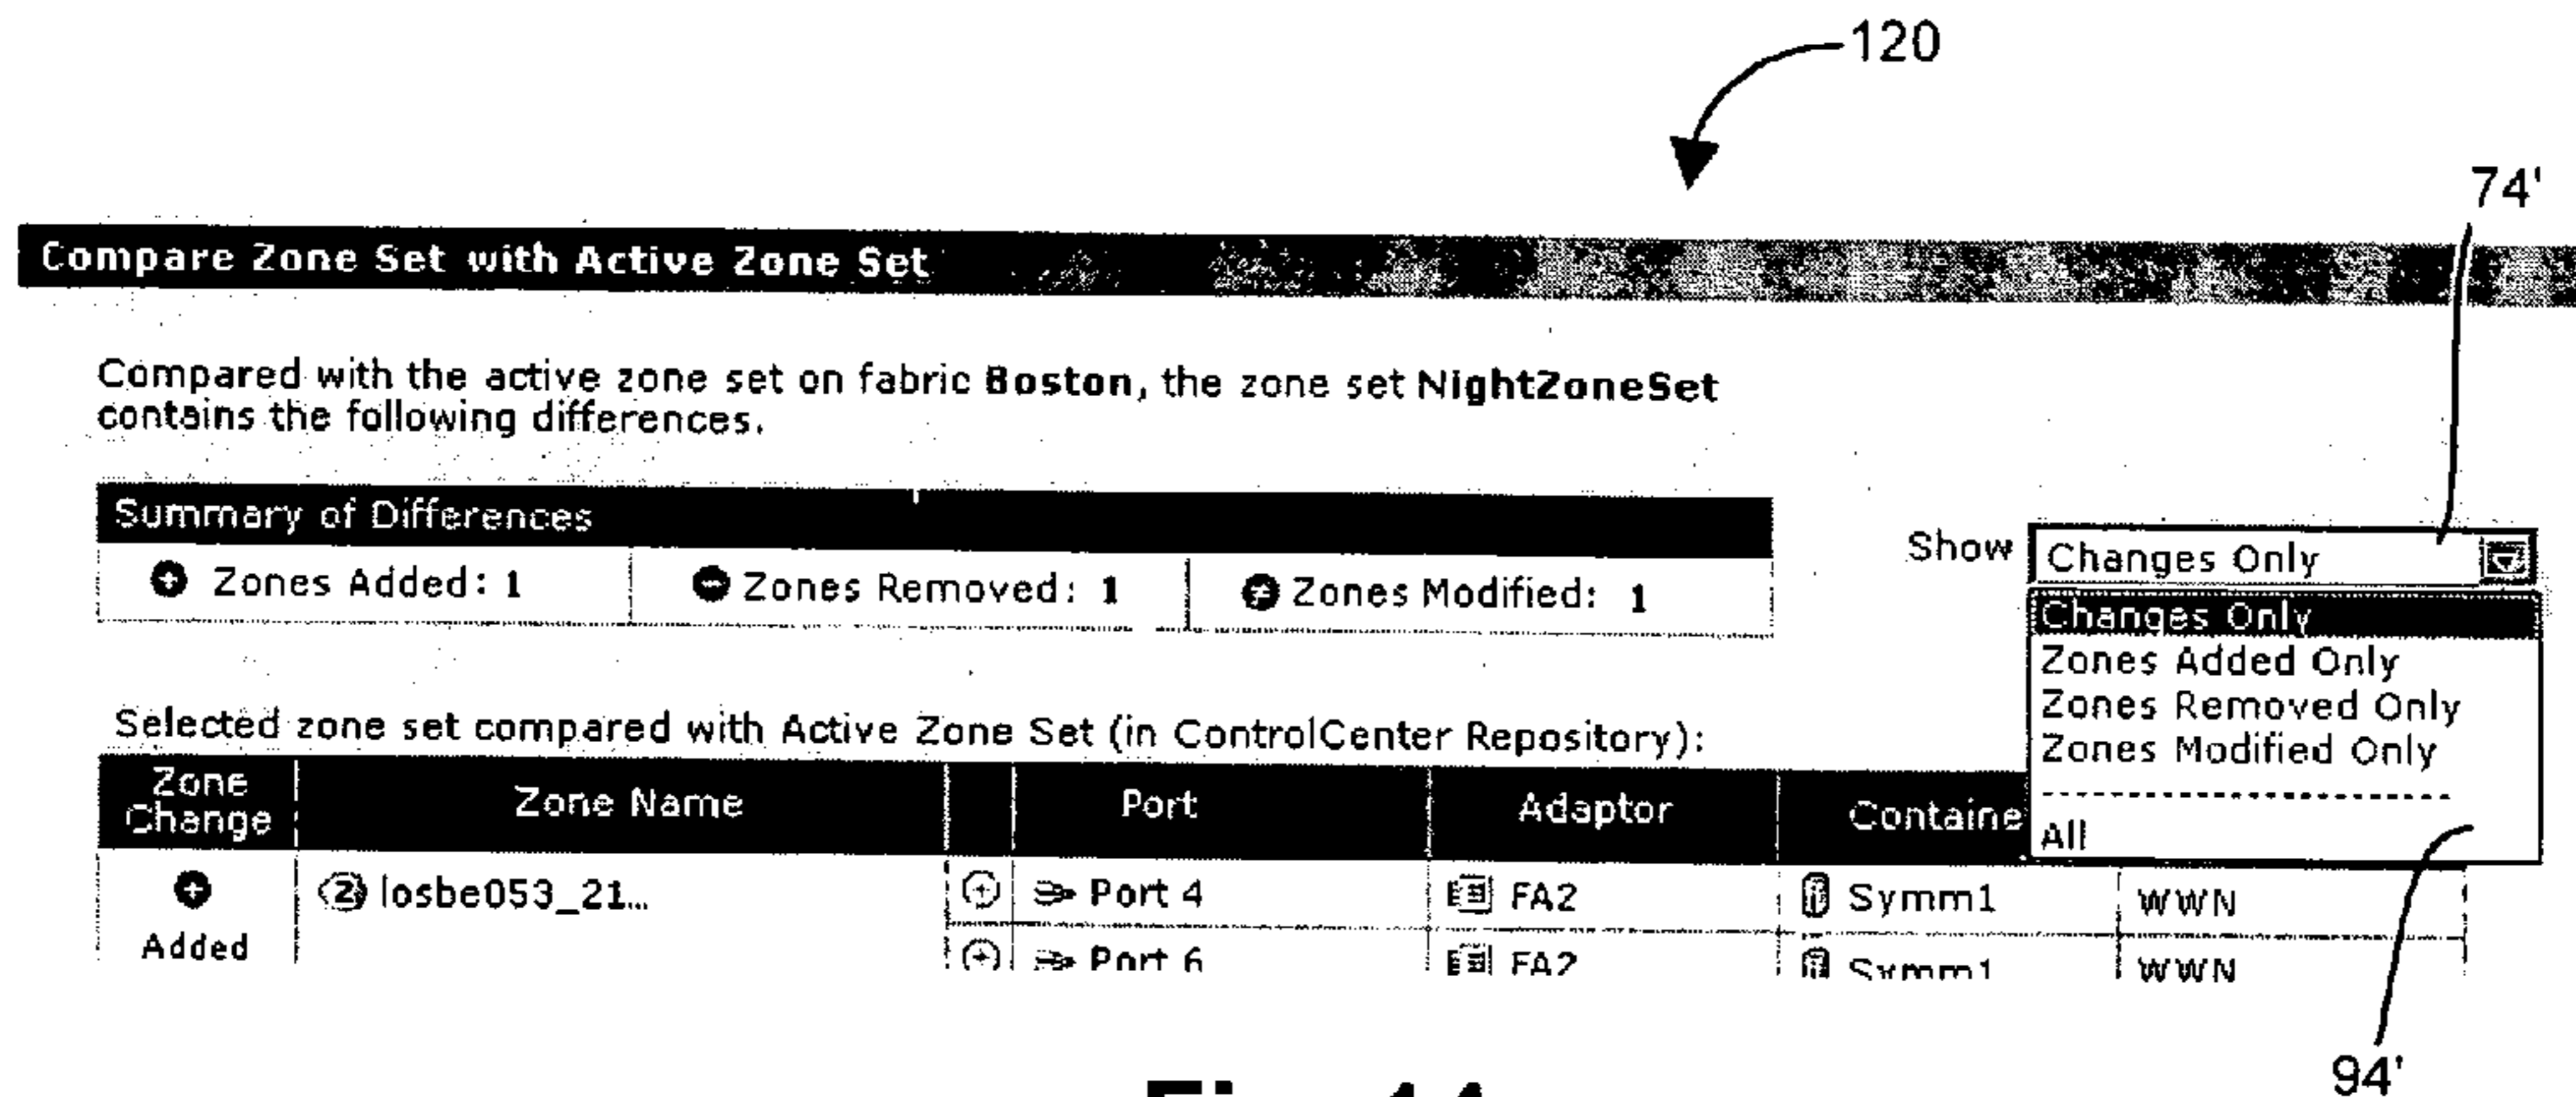 120
74'
Compare Zone Set with Active Zone Set
Compared with the active zone set on fabric Boston, the zone set NightZoneSet
contains the following differences.
Summary of Differences
Zones Added: 1
Zones Removed: 1
Zones Modified: 1
Show
Changes Only
Changes Only
Zones Added Only
Zones Removed Only
Zones Modified Only
All
Selected zone set compared with Active Zone Set (in ControlCenter Repository):
Zone Change
Zone Name
Port
Adaptor
Containe
Added
2 losbe053_21...
Port 4
FA2
Symm1
WWN
Port 6
FA2
Symm1
WWN
94'